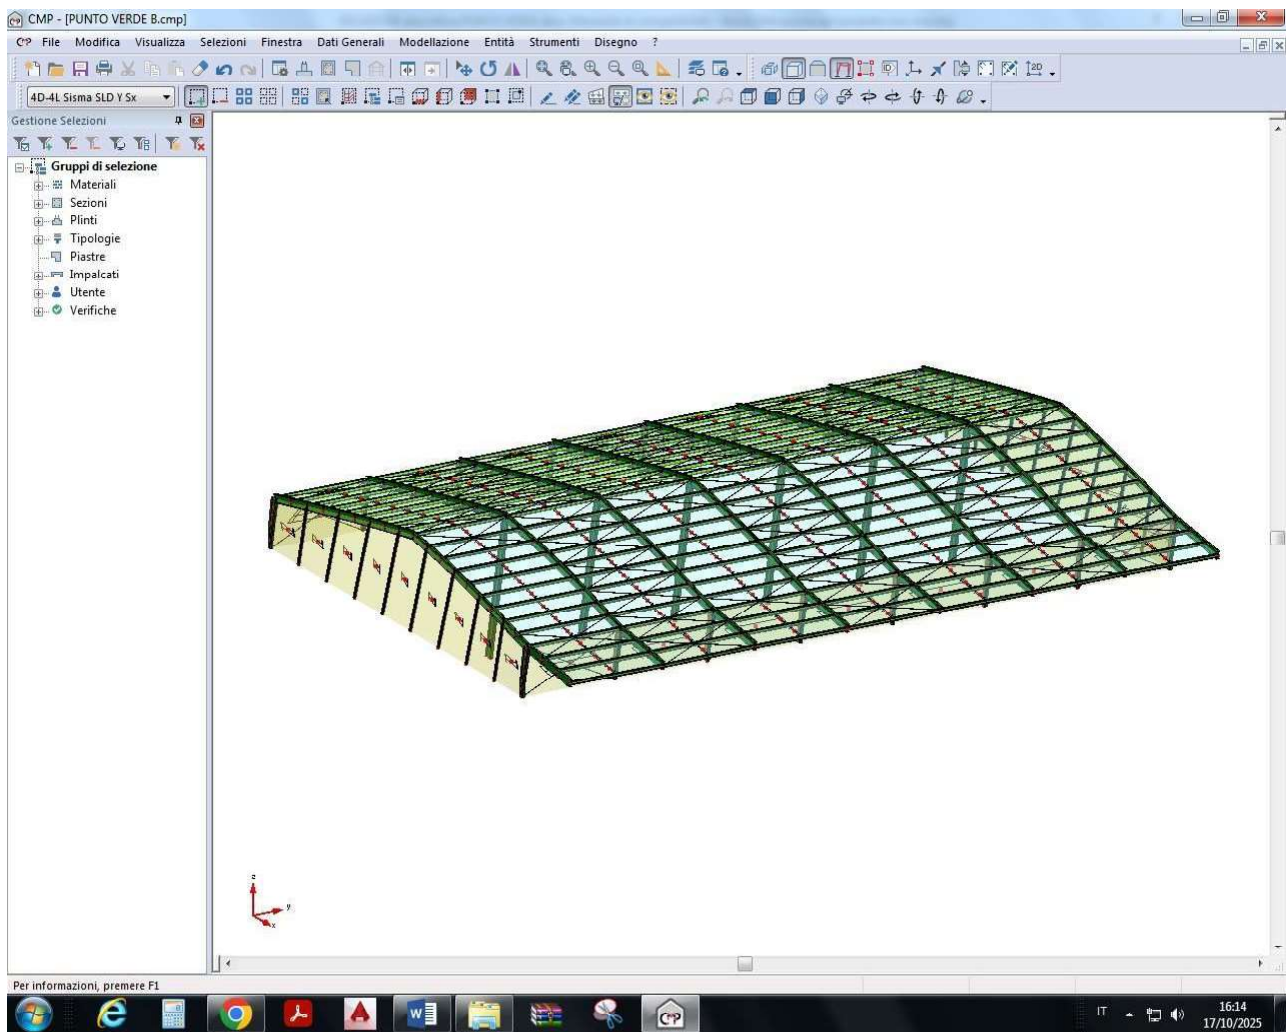 CMP - [PUNTO VERDE B.cmp]
File Modifica Visualizza Selezioni Finestra Dati Generali Modellazione Entità Strumenti Disegno ?
4D-4L Sisma SLD Y Sx
Gestione Selezioni
Gruppi di selezione
Materiali
Sezioni
Plinti
Tipologie
Piastre
Impalcati
Utente
Verifiche
z
y
x
Per informazioni, premere F1
IT
16:14
17/10/2025